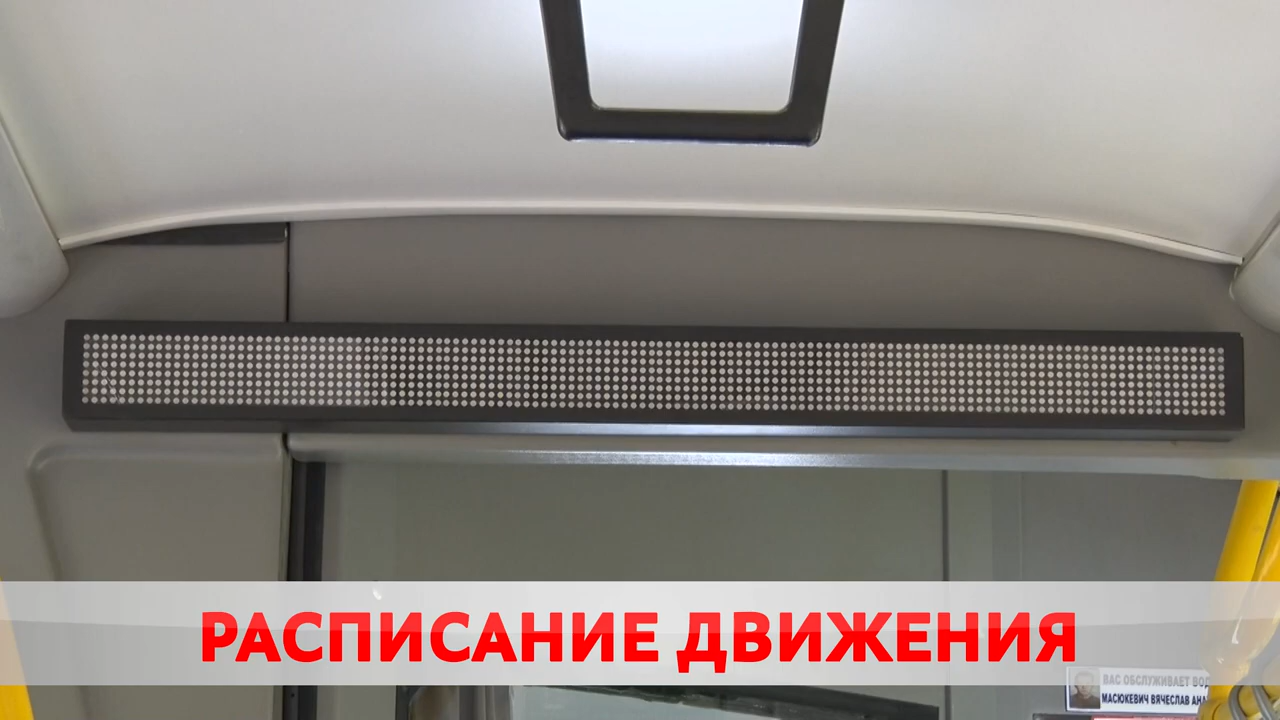 РАСПИСАНИЕ ДВИЖЕНИЯ
ВАС ОБСЛУЖИВАЕТ
МАСЮКЕВИЧ ВЯЧЕСЛАВ